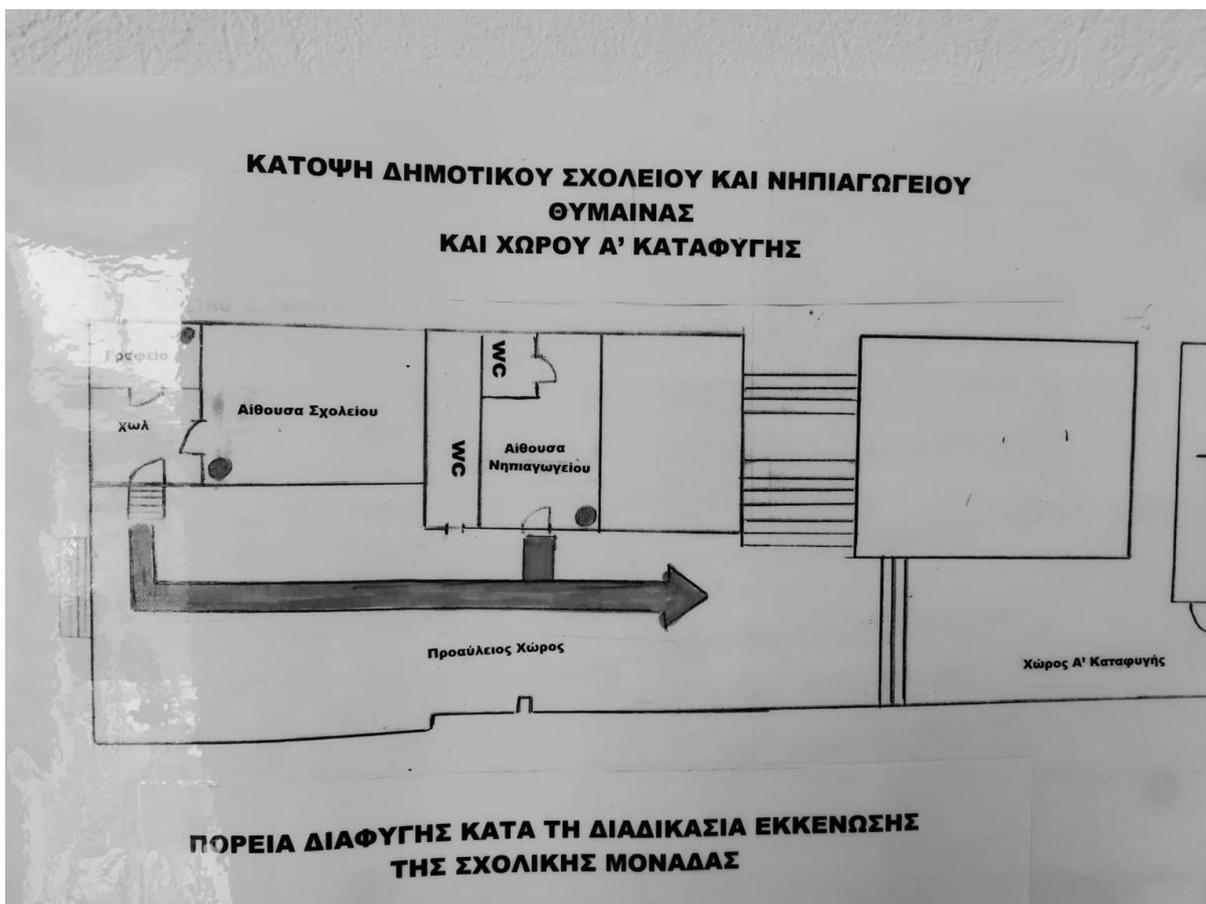 ΚΑΤΟΨΗ ΔΗΜΟΤΙΚΟΥ ΣΧΟΛΕΙΟΥ ΚΑΙ ΝΗΠΙΑΓΩΓΕΙΟΥ
ΘΥΜΑΙΝΑΣ
ΚΑΙ ΧΩΡΟΥ Α' ΚΑΤΑΦΥΓΗΣ
Γραφείο
χωλ
Αίθουσα Σχολείου
WC
WC
Αίθουσα
Νηπιαγωγείου
Προαύλειος Χώρος
Χώρος Α' Καταφυγής
ΠΟΡΕΙΑ ΔΙΑΦΥΓΗΣ ΚΑΤΑ ΤΗ ΔΙΑΔΙΚΑΣΙΑ ΕΚΚΕΝΩΣΗΣ
ΤΗΣ ΣΧΟΛΙΚΗΣ ΜΟΝΑΔΑΣ